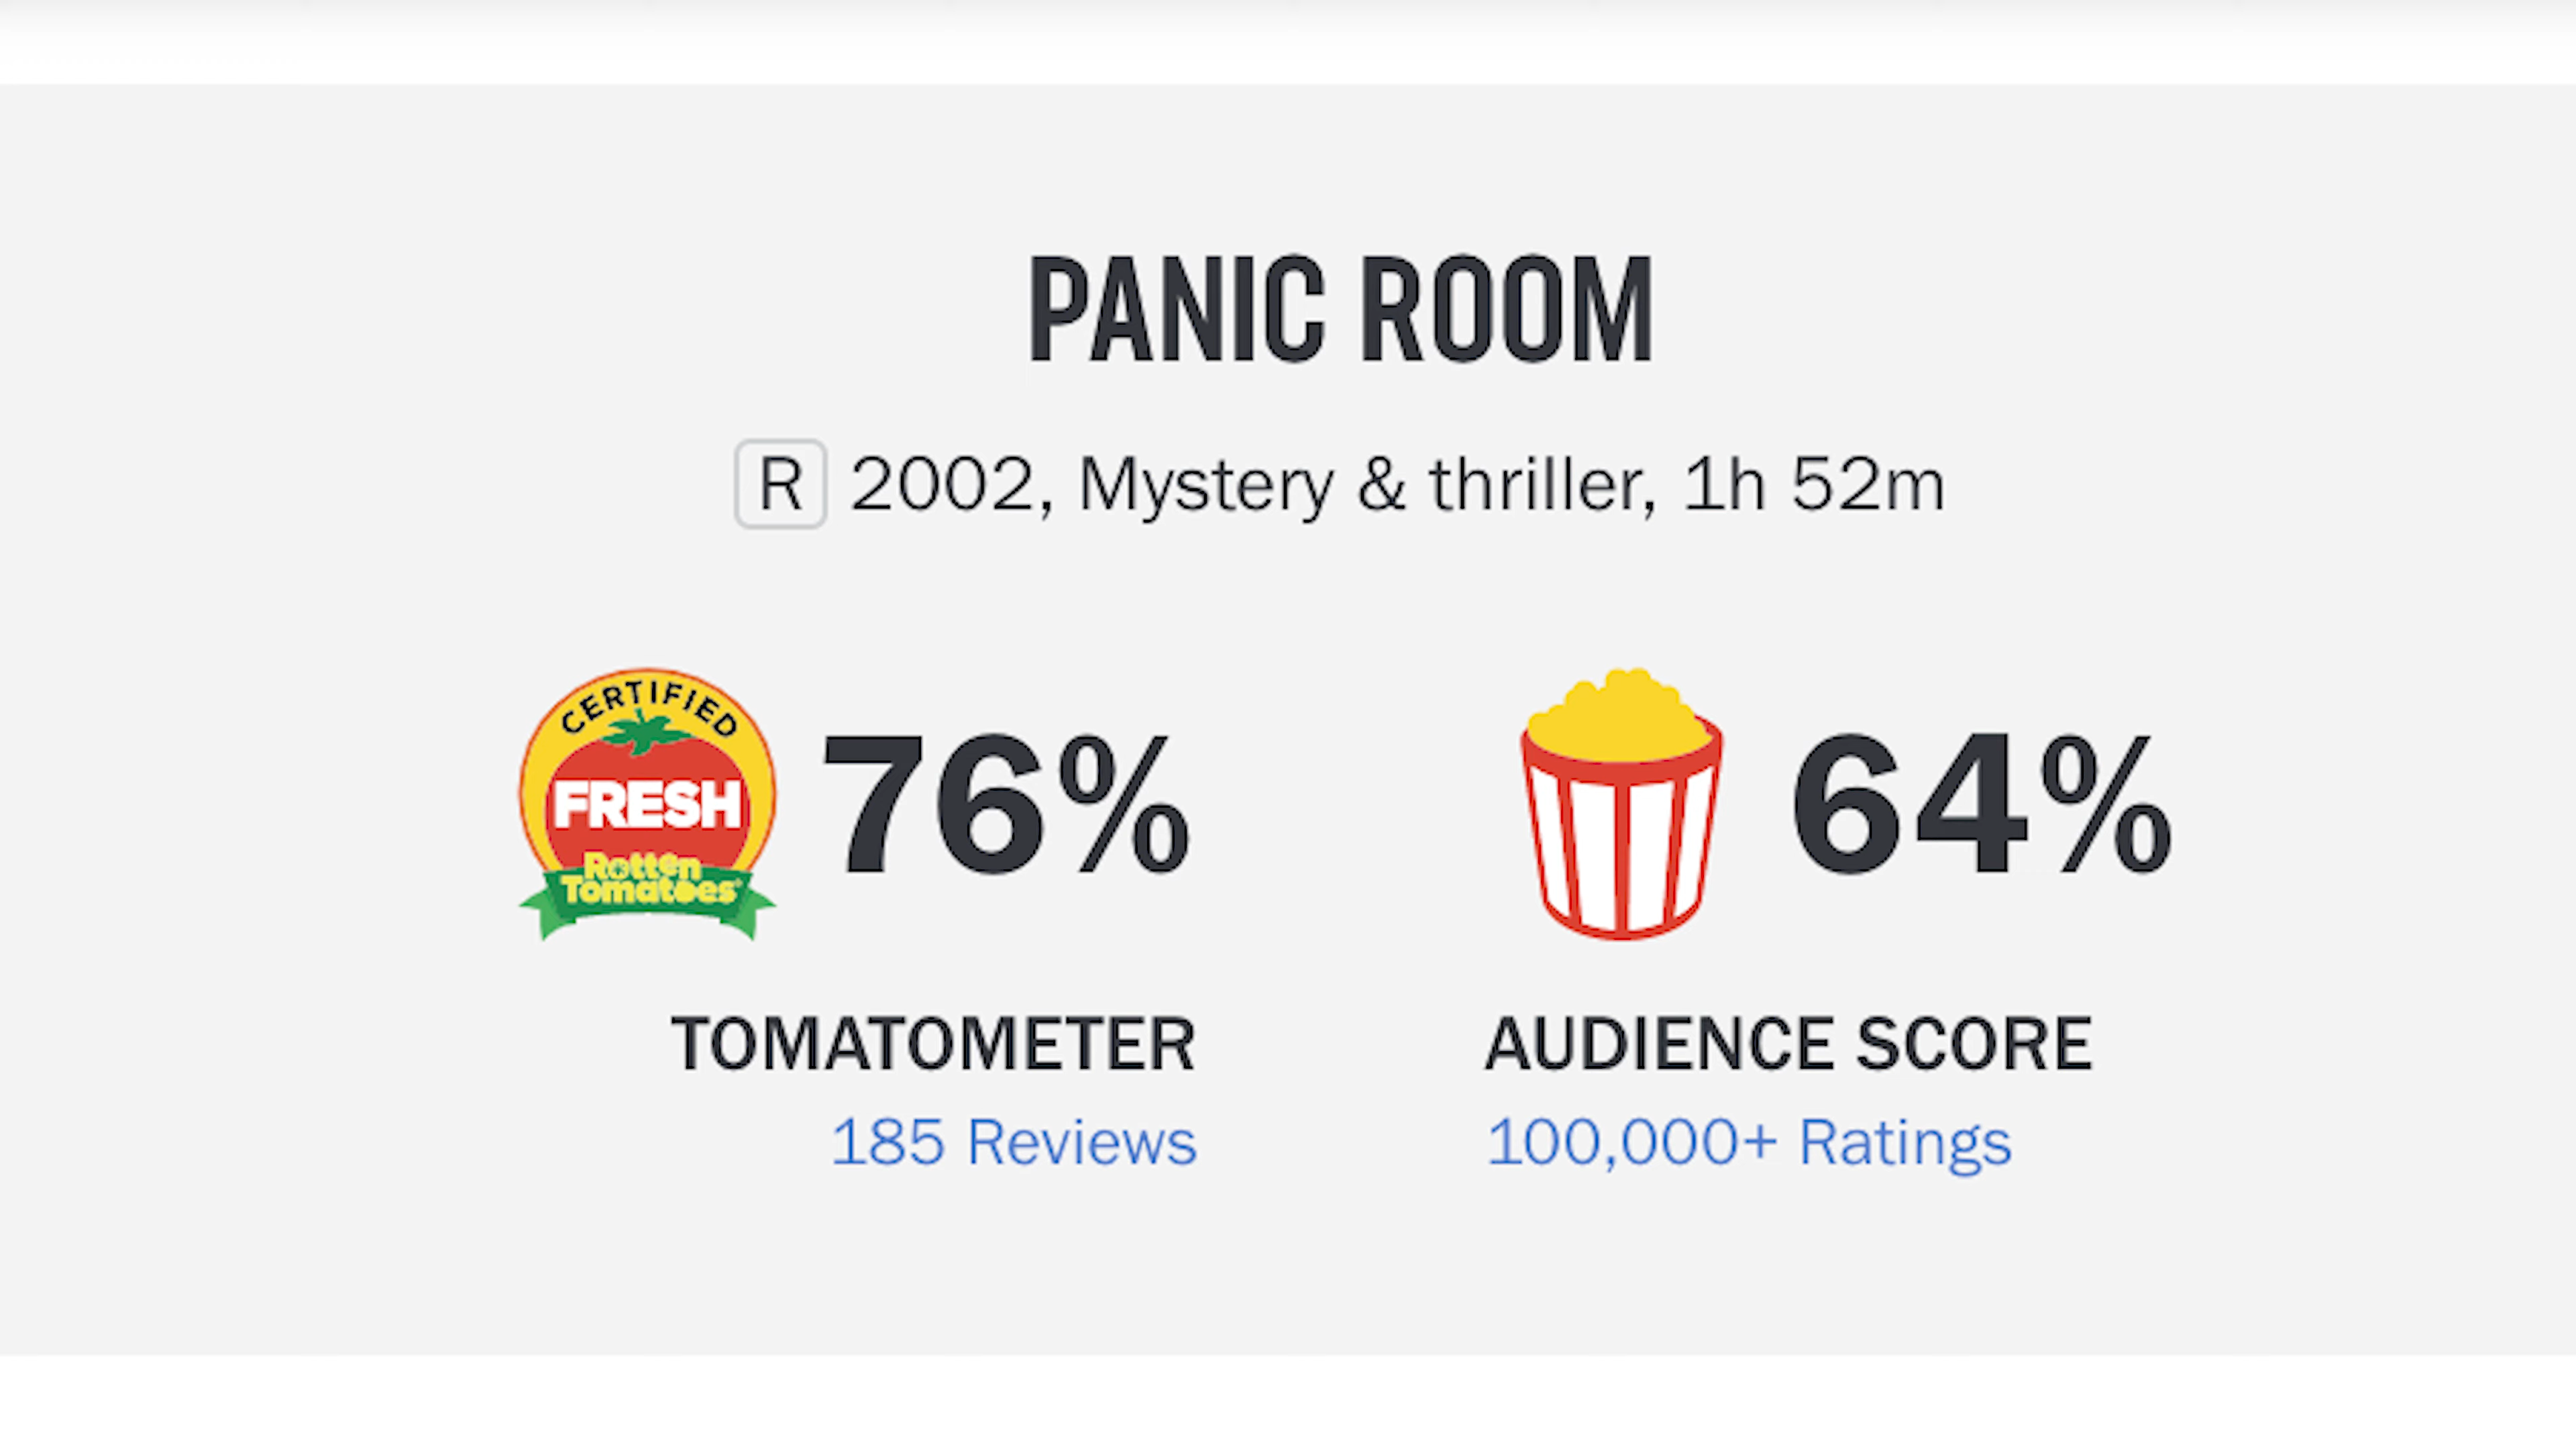 PANIC ROOM
R 2002, Mystery & thriller, 1h 52m
CERTIFIED
FRESH
Rotten
Tomatoes
76%
64%
TOMATOMETER
AUDIENCE SCORE
185 Reviews
100,000+ Ratings